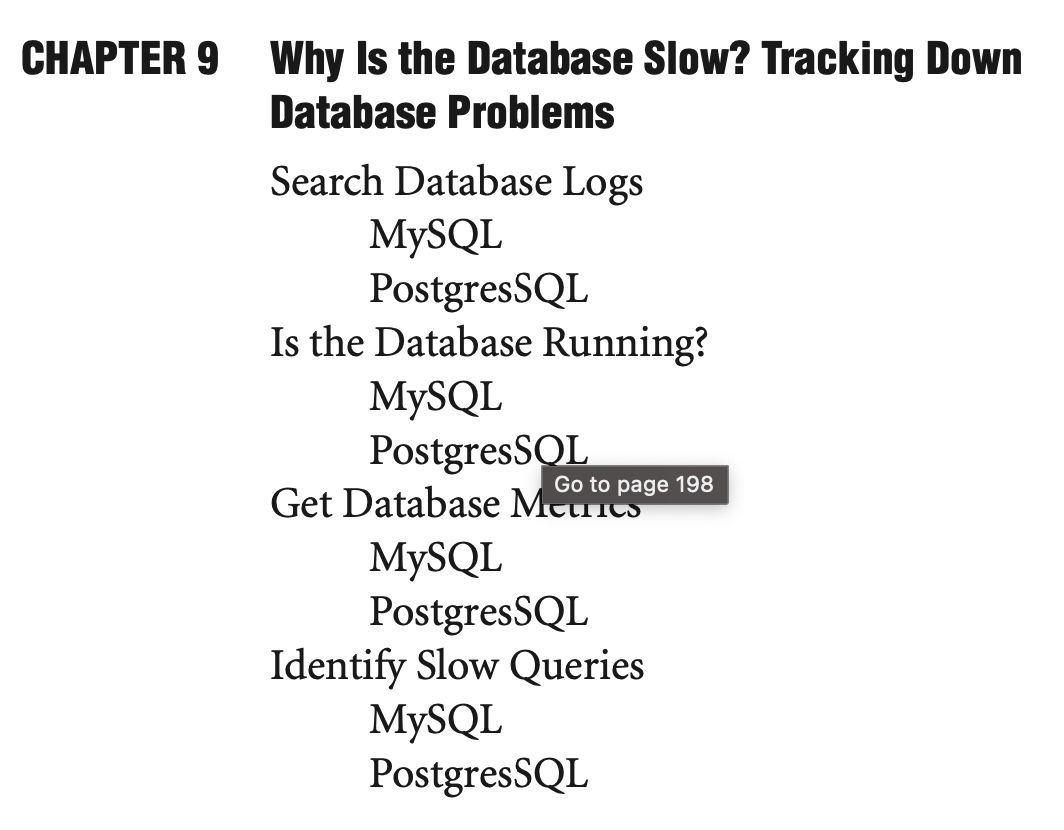 CHAPTER 9 Why Is the Database Slow? Tracking Down
Database Problems
Search Database Logs
MySQL
PostgresSQL
Is the Database Running?
MySQL
PostgresSQL
Go to page 198
Get Database Metrics
MySQL
PostgresSQL
Identify Slow Queries
MySQL
PostgresSQL